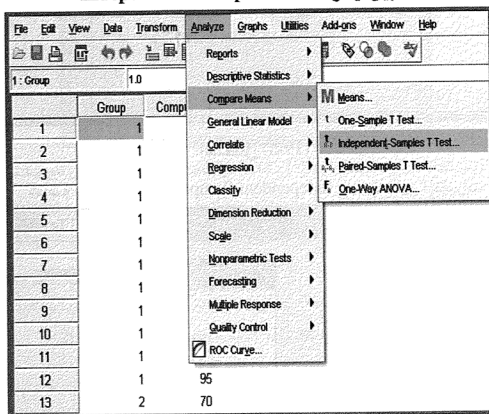 File Edit View Data Transform Analyze Graphs Utilities Add-ons Window Help
1 : Group 1.0
Group Compu
1 1
2 1
3 1
4 1
5 1
6 1
7 1
8 1
9 1
10 1
11 1
12 1 95
13 2 70
Reports
Descriptive Statistics
Compare Means
General Linear Model
Correlate
Regression
Classify
Dimension Reduction
Scale
Nonparametric Tests
Forecasting
Multiple Response
Quality Control
ROC Curve...
M Means...
t One-Sample T Test...
Independent-Samples T Test...
Paired-Samples T Test...
One-Way ANOVA...